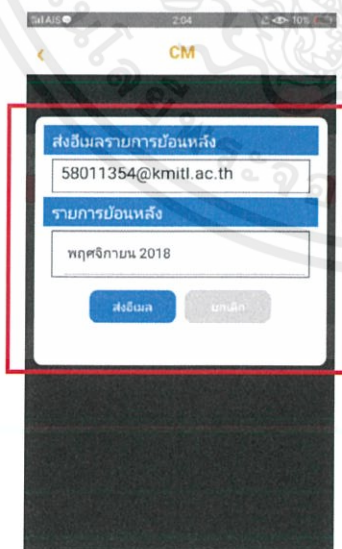 AIS 2:04 10%
CM
ส่งอีเมลรายการย้อนหลัง
58011354@kmitl.ac.th
รายการย้อนหลัง
พฤศจิกายน 2018
ส่งอีเมล ยกเลิก